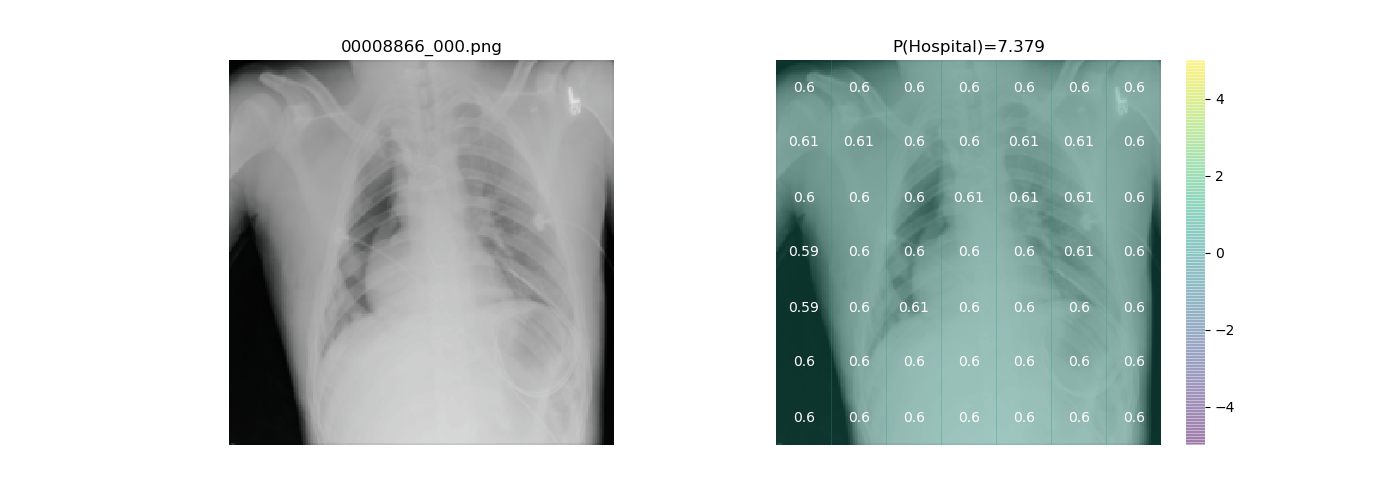 00008866_000.png
P(Hospital)=7.379
0.6 0.6 0.6 0.6 0.6 0.6 0.6
0.61 0.61 0.6 0.6 0.61 0.61 0.6
0.6 0.6 0.6 0.61 0.61 0.61 0.6
0.59 0.6 0.6 0.6 0.6 0.61 0.6
0.59 0.6 0.61 0.6 0.6 0.6 0.6
0.6 0.6 0.6 0.6 0.6 0.6 0.6
0.6 0.6 0.6 0.6 0.6 0.6 0.6
4
2
0
−2
−4